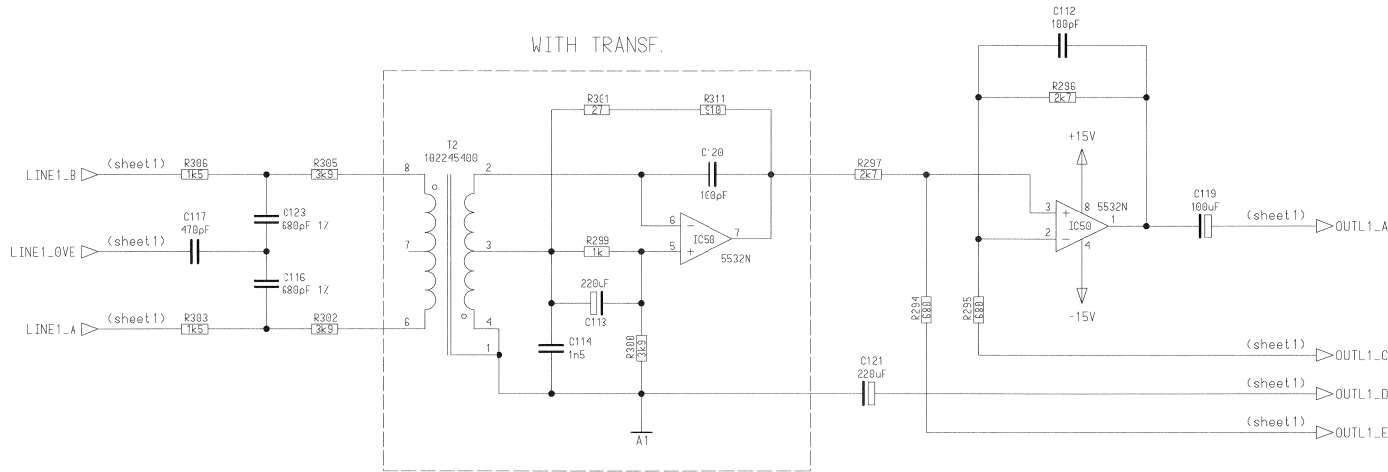 C112
100pF
WITH TRANSF.
R301
27
R311
510
R296
2k7
+15V
T2
102245400
LINE1_B
(sheet1)
R306
1k5
R305
3k9
8
2
C120
100pF
R297
2k7
C117
470pF
C123
680pF 1%
6
IC50
7
5532N
3
8
5532N
1
IC50
2
4
C119
100uF
(sheet1)
OUTL1_A
LINE1_0VE
(sheet1)
7
3
R299
1k
5
C116
680pF 1%
220uF
C113
R294
680
R295
680
-15V
LINE1_A
(sheet1)
R303
1k5
R302
3k9
6
4
1
C114
1n5
R300
3k9
C121
220uF
(sheet1)
OUTL1_C
(sheet1)
OUTL1_D
A1
(sheet1)
OUTL1_E